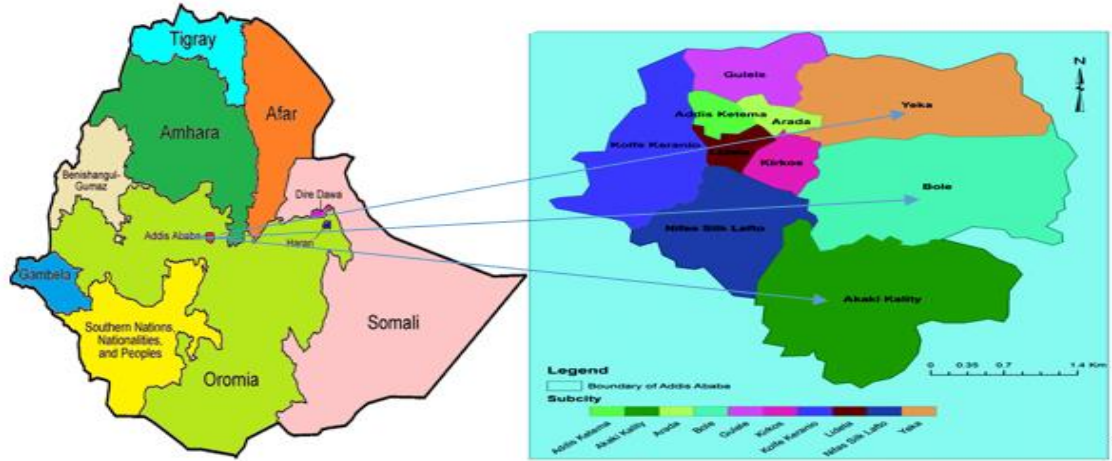 Tigray
Afar
Amhara
Benishangul-
Gumaz
Dire Dawa
Addis Ababa
Harari
Gambela
Southern Nations,
Nationalities,
and Peoples
Somali
Oromia
Gulele
N
Yeka
Addis Ketema
Arada
Kolfe Keranio
Lideta
Kirkos
Bole
Nifas Silk Lafto
Akaki Kality
Legend
Boundary of Addis Ababa
0 0.35 0.7 1.4 Km
Subcity
Addis Ketema
Akaki Kality
Arada
Bole
Gulele
Kirkos
Kolfe Keranio
Lideta
Nifas Silk Lafto
Yeka